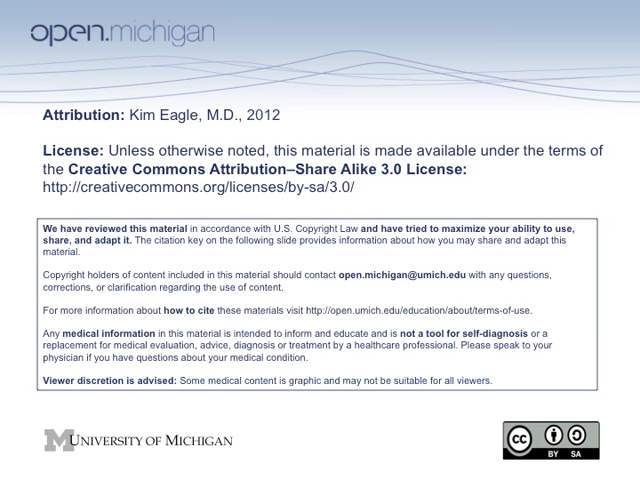 open.michigan
Attribution: Kim Eagle, M.D., 2012
License: Unless otherwise noted, this material is made available under the terms of
the Creative Commons Attribution–Share Alike 3.0 License:
http://creativecommons.org/licenses/by-sa/3.0/
We have reviewed this material in accordance with U.S. Copyright Law and have tried to maximize your ability to use,
share, and adapt it. The citation key on the following slide provides information about how you may share and adapt this
material.
Copyright holders of content included in this material should contact open.michigan@umich.edu with any questions,
corrections, or clarification regarding the use of content.
For more information about how to cite these materials visit http://open.umich.edu/education/about/terms-of-use.
Any medical information in this material is intended to inform and educate and is not a tool for self-diagnosis or a
replacement for medical evaluation, advice, diagnosis or treatment by a healthcare professional. Please speak to your
physician if you have questions about your medical condition.
Viewer discretion is advised: Some medical content is graphic and may not be suitable for all viewers.
M UNIVERSITY OF MICHIGAN
cc
BY SA